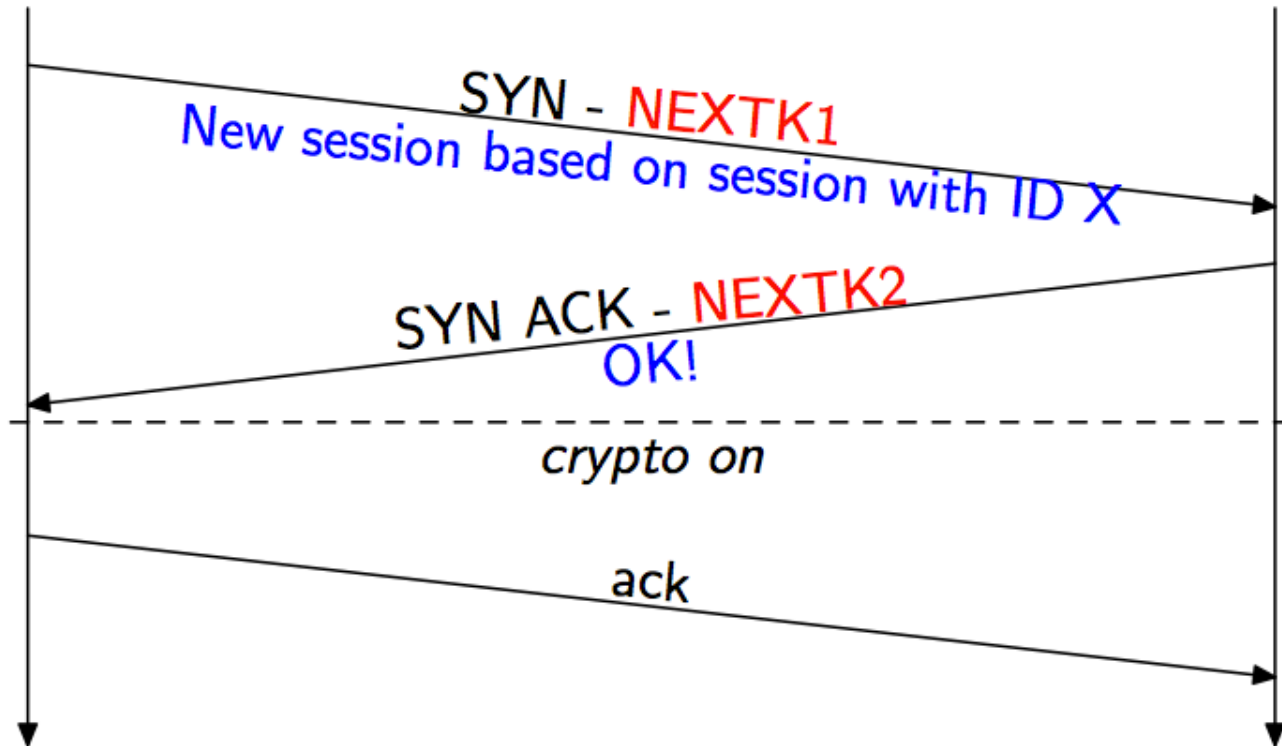 SYN - NEXTK1
New session based on session with ID X
SYN ACK - NEXTK2
OK!
crypto on
ack